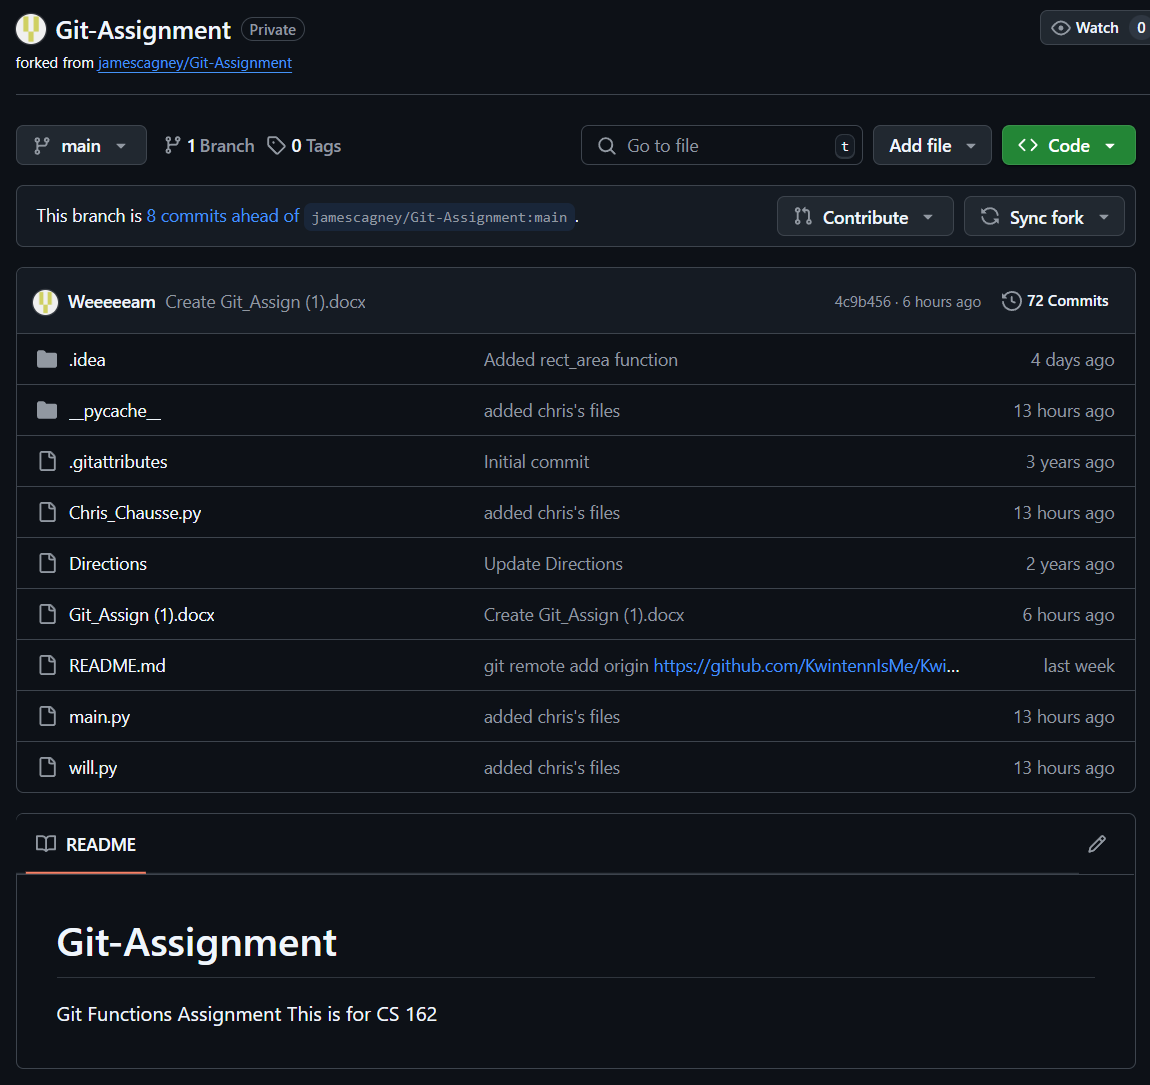 Git-Assignment Private Watch 0
forked from jamescagney/Git-Assignment
main 1 Branch 0 Tags Go to file t Add file Code
This branch is 8 commits ahead of jamescagney/Git-Assignment:main . Contribute Sync fork
Weeeeeam Create Git_Assign (1).docx 4c9b456 · 6 hours ago 72 Commits
.idea Added rect_area function 4 days ago
__pycache__ added chris's files 13 hours ago
.gitattributes Initial commit 3 years ago
Chris_Chausse.py added chris's files 13 hours ago
Directions Update Directions 2 years ago
Git_Assign (1).docx Create Git_Assign (1).docx 6 hours ago
README.md git remote add origin https://github.com/KwintennIsMe/Kwi... last week
main.py added chris's files 13 hours ago
will.py added chris's files 13 hours ago
README
Git-Assignment
Git Functions Assignment This is for CS 162